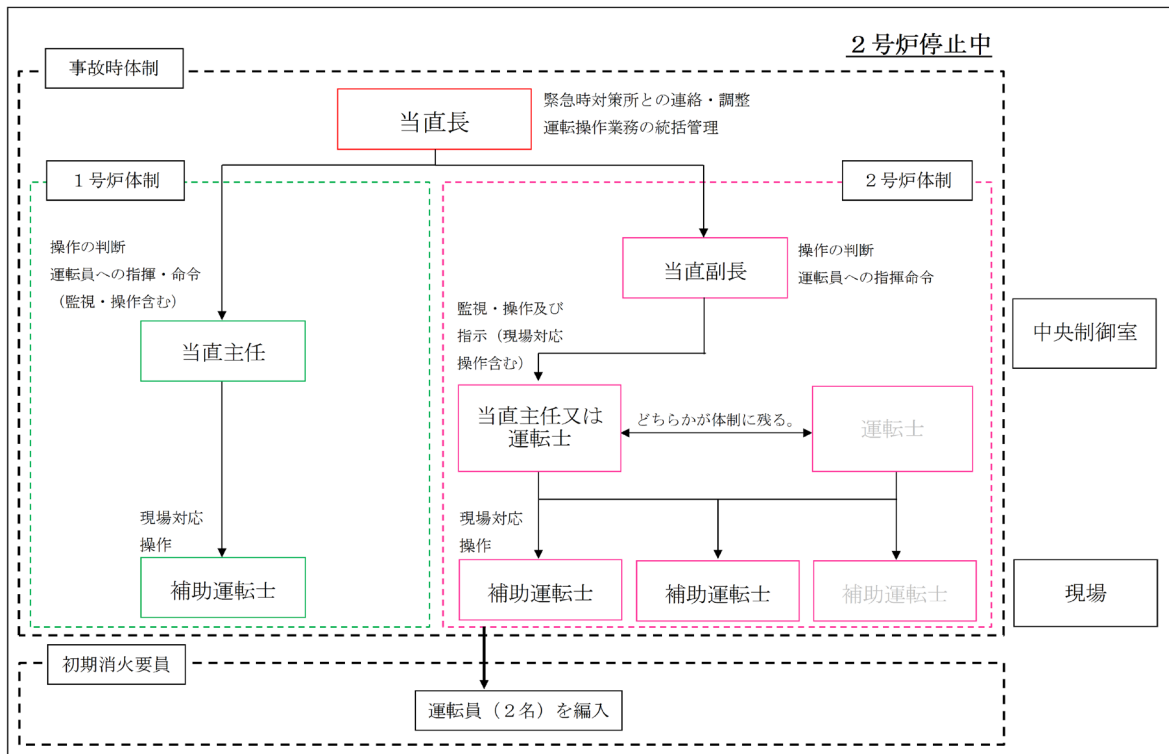 ２号炉停止中
事故時体制
当直長
緊急時対策所との連絡・調整
運転操作業務の統括管理
１号炉体制
２号炉体制
操作の判断
運転員への指揮・命令
（監視・操作含む）
当直主任
現場対応
操作
補助運転士
当直副長
操作の判断
運転員への指揮命令
監視・操作及び
指示（現場対応
操作含む）
当直主任又は
運転士
どちらかが体制に残る。
運転士
現場対応
操作
補助運転士
補助運転士
補助運転士
中央制御室
現場
初期消火要員
運転員（２名）を編入